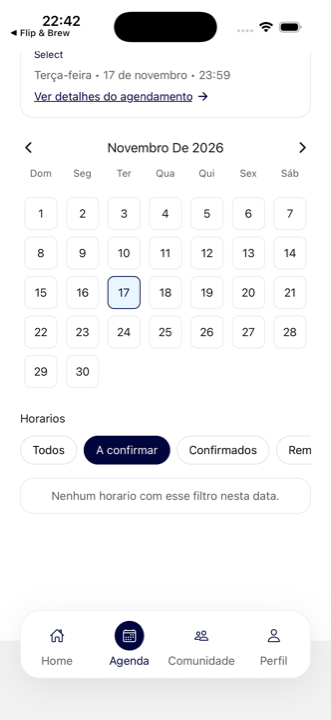 22:42
◀ Flip & Brew
Select
Terça-feira • 17 de novembro • 23:59
Ver detalhes do agendamento →
Novembro De 2026
Dom Seg Ter Qua Qui Sex Sáb
1 2 3 4 5 6 7
8 9 10 11 12 13 14
15 16 17 18 19 20 21
22 23 24 25 26 27 28
29 30
Horarios
Todos A confirmar Confirmados Rem
Nenhum horario com esse filtro nesta data.
Home Agenda Comunidade Perfil